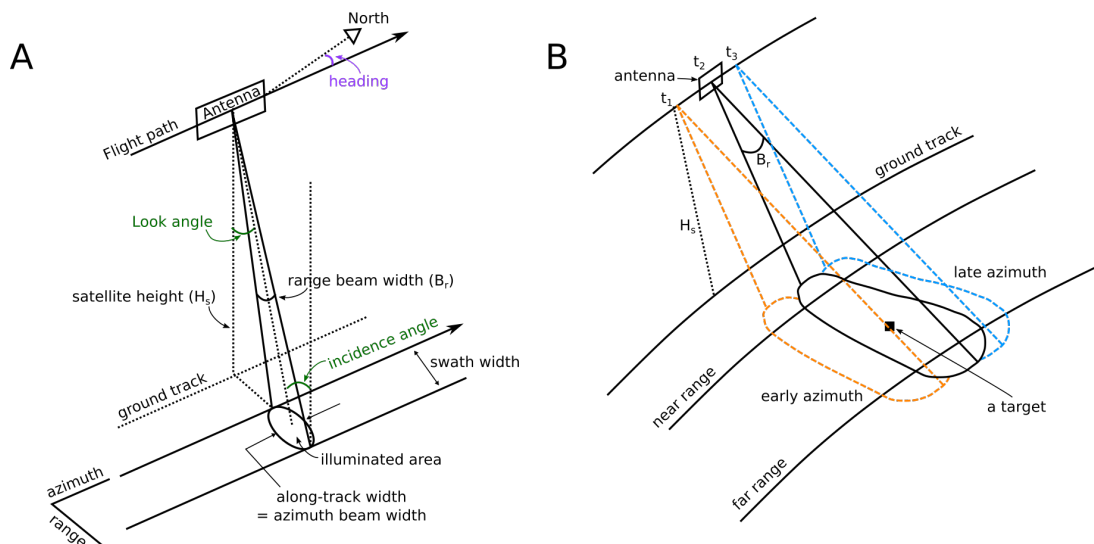 A
North
heading
Antenna
Flight path
Look angle
range beam width (Br)
satellite height (Hs)
incidence angle
swath width
ground track
illuminated area
azimuth
along-track width
= azimuth beam width
range
B
t1
t2
t3
antenna
Br
ground track
Hs
late azimuth
near range
early azimuth
a target
far range